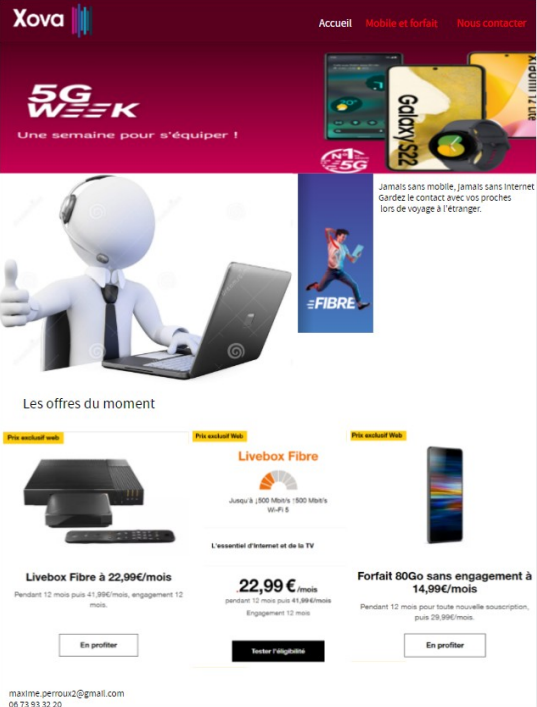 Xova
Accueil Mobile et forfait Nous contacter
5G
WEEK
Une semaine pour s'équiper !
Galaxy S22
XIAOMI 12 Lite
N°1
5G
Jamais sans mobile, jamais sans internet
Gardez le contact avec vos proches
lors de voyage à l'étranger.
FIBRE
Les offres du moment
Prix exclusif web
Livebox Fibre à 22,99€/mois
Pendant 12 mois puis 41,99€/mois, engagement 12
mois.
En profiter
Prix exclusif Web
Livebox Fibre
Jusqu'à ↓500 Mbit/s ↑500 Mbit/s
Wi-Fi 5
L'essentiel d'Internet et de la TV
22,99 € /mois
pendant 12 mois puis 41,99€/mois
Engagement 12 mois
Tester l'éligibilité
Prix exclusif Web
Forfait 80Go sans engagement à
14,99€/mois
Pendant 12 mois pour toute nouvelle souscription,
puis 29,99€/mois.
En profiter
maxime.perroux2@gmail.com
06 73 93 32 20